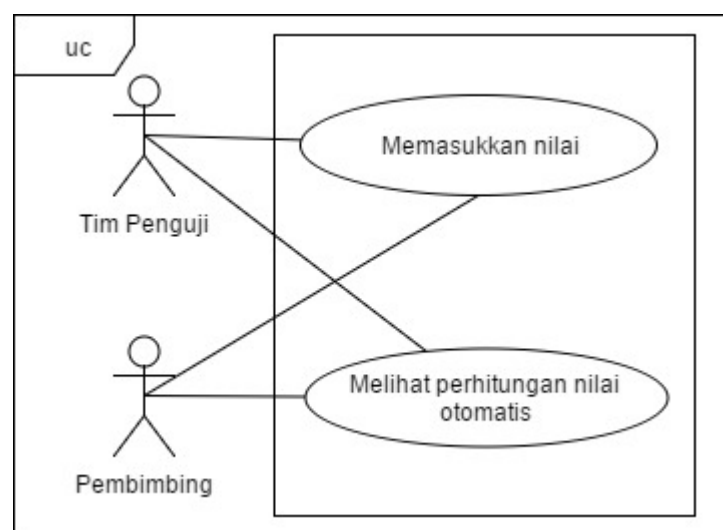 uc
Memasukkan nilai
Tim Penguji
Melihat perhitungan nilai
otomatis
Pembimbing